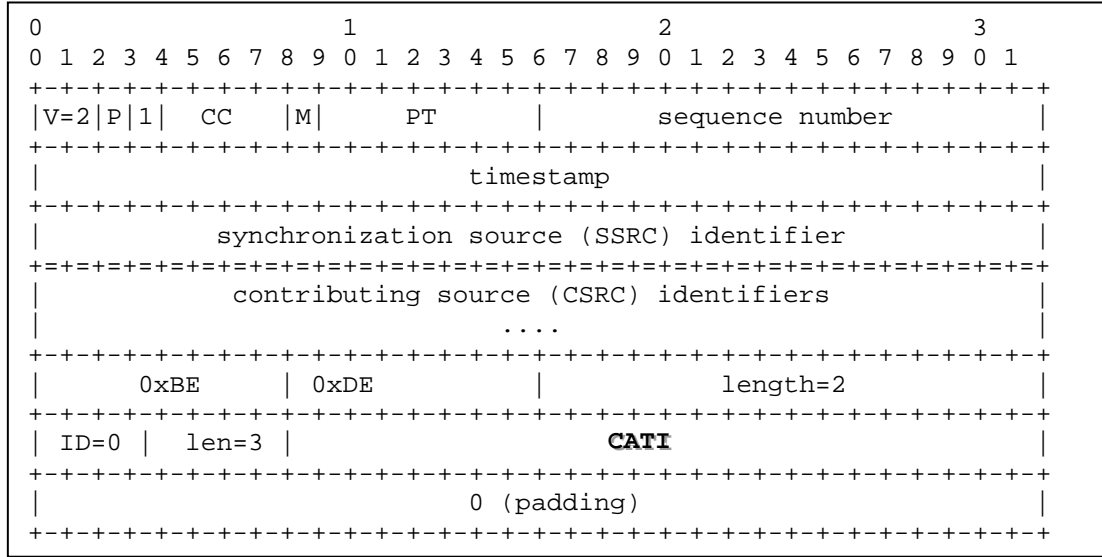 0                   1                   2                   3
0 1 2 3 4 5 6 7 8 9 0 1 2 3 4 5 6 7 8 9 0 1 2 3 4 5 6 7 8 9 0 1
+-+-+-+-+-+-+-+-+-+-+-+-+-+-+-+-+-+-+-+-+-+-+-+-+-+-+-+-+-+-+-+-+
|V=2|P|1|  CC   |M|     PT      |       sequence number         |
+-+-+-+-+-+-+-+-+-+-+-+-+-+-+-+-+-+-+-+-+-+-+-+-+-+-+-+-+-+-+-+-+
|                           timestamp                           |
+-+-+-+-+-+-+-+-+-+-+-+-+-+-+-+-+-+-+-+-+-+-+-+-+-+-+-+-+-+-+-+-+
|           synchronization source (SSRC) identifier            |
+=+=+=+=+=+=+=+=+=+=+=+=+=+=+=+=+=+=+=+=+=+=+=+=+=+=+=+=+=+=+=+=+
|            contributing source (CSRC) identifiers             |
|                             ....                              |
+-+-+-+-+-+-+-+-+-+-+-+-+-+-+-+-+-+-+-+-+-+-+-+-+-+-+-+-+-+-+-+-+
|      0xBE     | 0xDE          |           length=2            |
+-+-+-+-+-+-+-+-+-+-+-+-+-+-+-+-+-+-+-+-+-+-+-+-+-+-+-+-+-+-+-+-+
| ID=0  |  len=3 |                   CATI                       |
+-+-+-+-+-+-+-+-+-+-+-+-+-+-+-+-+-+-+-+-+-+-+-+-+-+-+-+-+-+-+-+-+
|                           0 (padding)                         |
+-+-+-+-+-+-+-+-+-+-+-+-+-+-+-+-+-+-+-+-+-+-+-+-+-+-+-+-+-+-+-+-+